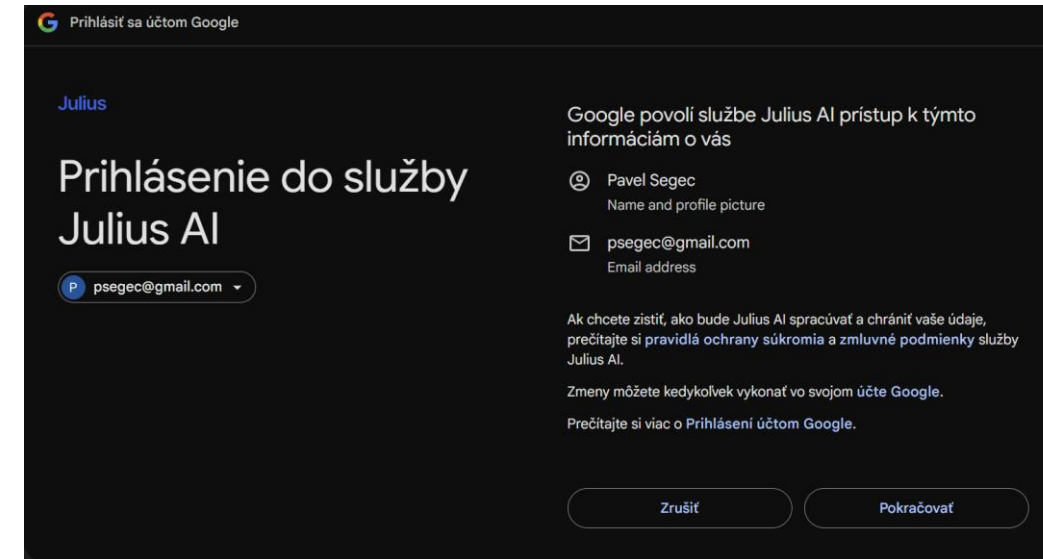 Prihlásiť sa účtom Google
Julius
Prihlásenie do služby
Julius AI
P psegec@gmail.com
Google povolí službe Julius AI prístup k týmto
informáciám o vás
Pavel Segec
Name and profile picture
psegec@gmail.com
Email address
Ak chcete zistiť, ako bude Julius AI spracúvať a chrániť vaše údaje,
prečítajte si pravidlá ochrany súkromia a zmluvné podmienky služby
Julius AI.
Zmeny môžete kedykoľvek vykonať vo svojom účte Google.
Prečítajte si viac o Prihlásení účtom Google.
Zrušiť
Pokračovať